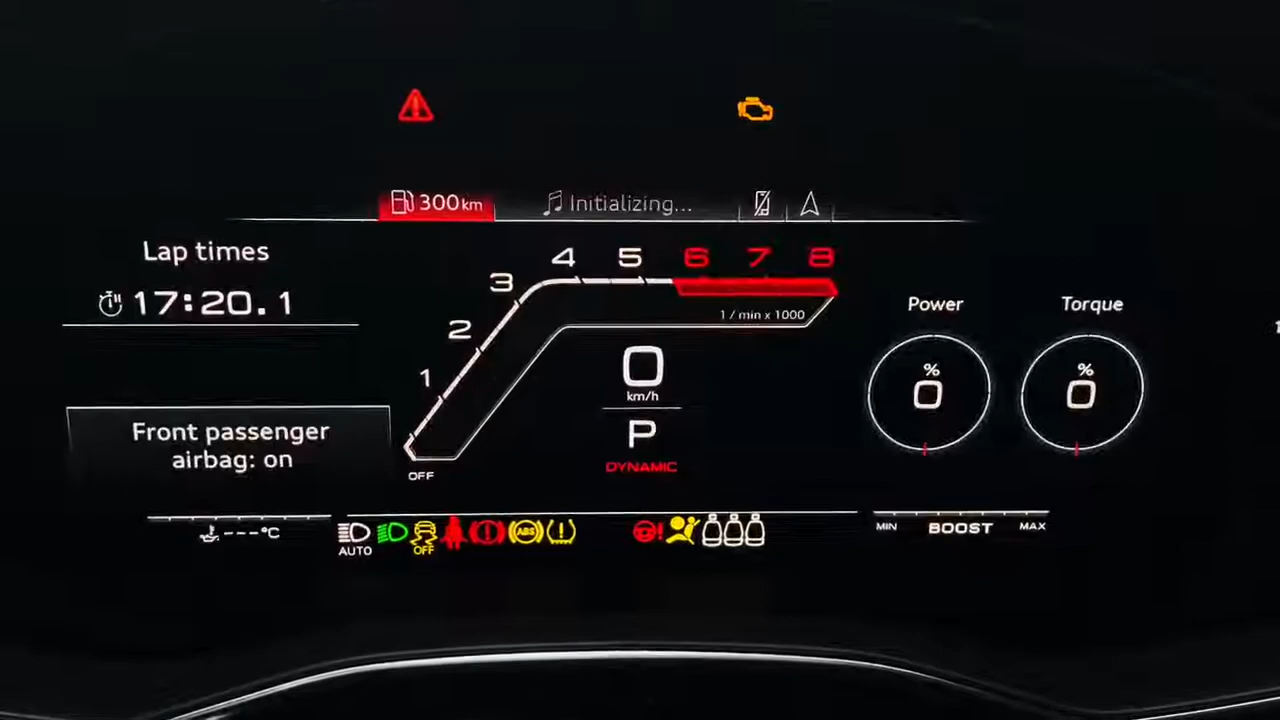 300 km
Initializing...
Lap times
17:20.1
1
2
3
4
5
6
7
8
1 / min x 1000
OFF
0
km/h
P
DYNAMIC
Power
%
0
Torque
%
0
Front passenger
airbag: on
---°C
AUTO
OFF
ABS
MIN
BOOST
MAX